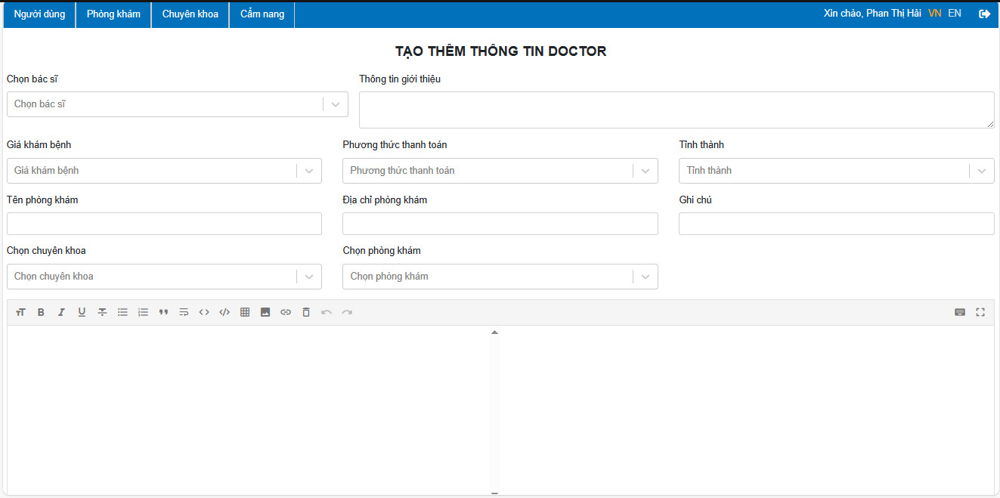 Người dùng Phòng khám Chuyên khoa Cẩm nang Xin chào, Phan Thị Hải VN EN
TẠO THÊM THÔNG TIN DOCTOR
Chọn bác sĩ Thông tin giới thiệu
Chọn bác sĩ
Giá khám bệnh Phương thức thanh toán Tỉnh thành
Giá khám bệnh Phương thức thanh toán Tỉnh thành
Tên phòng khám Địa chỉ phòng khám Ghi chú
Chọn chuyên khoa Chọn phòng khám
Chọn chuyên khoa Chọn phòng khám